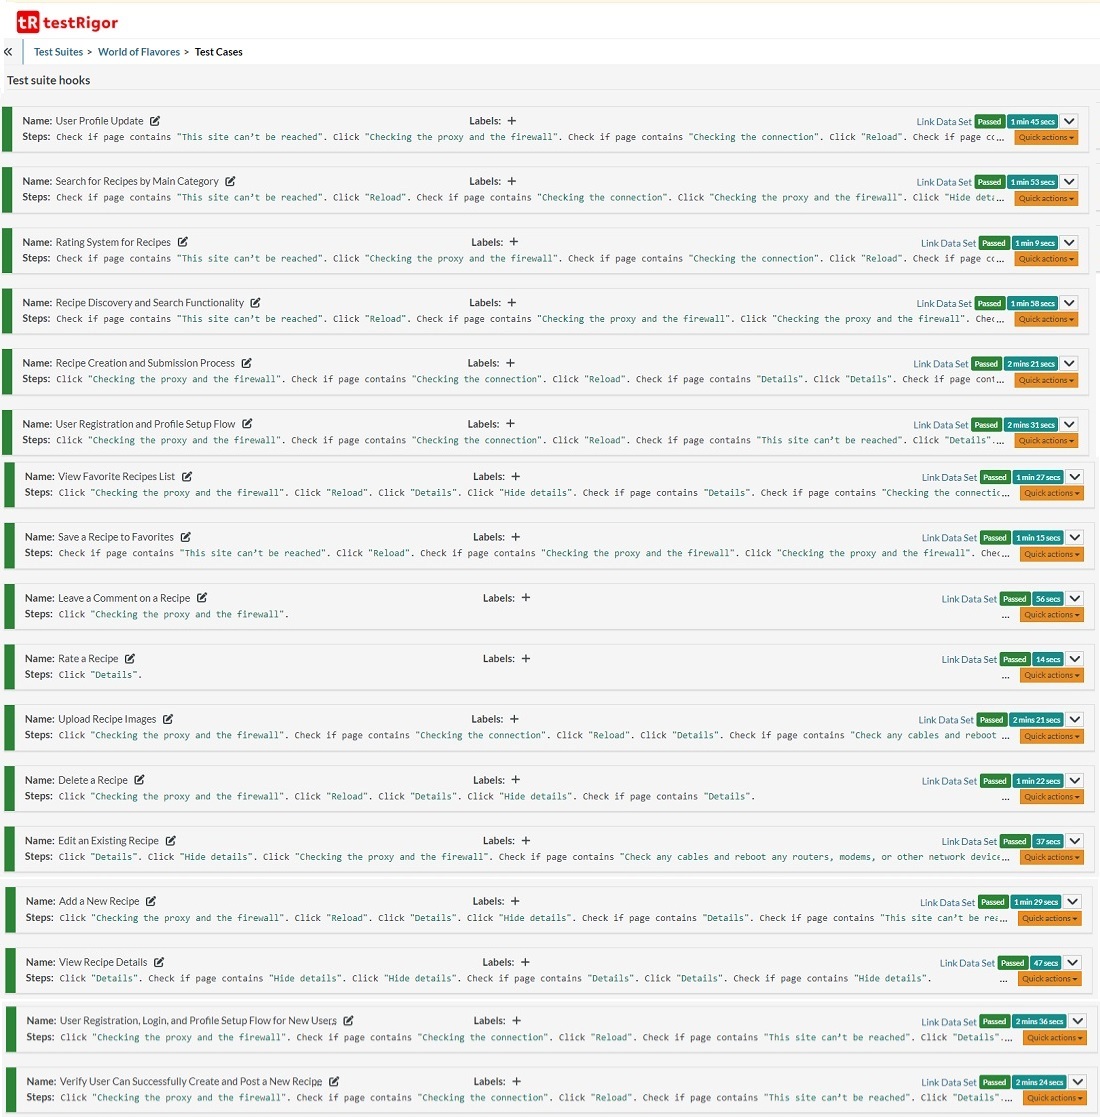 tR testRigor
« Test Suites > World of Flavores > Test Cases
Test suite hooks
Name: User Profile Update Labels: + Link Data Set Passed 1 min 45 secs
Steps: Check if page contains "This site can't be reached". Click "Checking the proxy and the firewall". Check if page contains "Checking the connection". Click "Reload". Check if page cc... Quick actions
Name: Search for Recipes by Main Category Labels: + Link Data Set Passed 1 min 53 secs
Steps: Check if page contains "This site can't be reached". Click "Reload". Check if page contains "Checking the connection". Click "Checking the proxy and the firewall". Click "Hide deta... Quick actions
Name: Rating System for Recipes Labels: + Link Data Set Passed 1 min 9 secs
Steps: Check if page contains "This site can't be reached". Click "Checking the proxy and the firewall". Check if page contains "Checking the connection". Click "Reload". Check if page cc... Quick actions
Name: Recipe Discovery and Search Functionality Labels: + Link Data Set Passed 1 min 58 secs
Steps: Check if page contains "This site can't be reached". Click "Reload". Check if page contains "Checking the proxy and the firewall". Click "Checking the proxy and the firewall". Chec... Quick actions
Name: Recipe Creation and Submission Process Labels: + Link Data Set Passed 2 mins 21 secs
Steps: Click "Checking the proxy and the firewall". Check if page contains "Checking the connection". Click "Reload". Check if page contains "Details". Click "Details". Check if page cont... Quick actions
Name: User Registration and Profile Setup Flow Labels: + Link Data Set Passed 2 mins 31 secs
Steps: Click "Checking the proxy and the firewall". Check if page contains "Checking the connection". Click "Reload". Check if page contains "This site can't be reached". Click "Details".... Quick actions
Name: View Favorite Recipes List Labels: + Link Data Set Passed 1 min 27 secs
Steps: Click "Checking the proxy and the firewall". Click "Reload". Click "Details". Click "Hide details". Check if page contains "Details". Check if page contains "Checking the connectic... Quick actions
Name: Save a Recipe to Favorites Labels: + Link Data Set Passed 1 min 15 secs
Steps: Check if page contains "This site can't be reached". Click "Reload". Check if page contains "Checking the proxy and the firewall". Click "Checking the proxy and the firewall". Chec... Quick actions
Name: Leave a Comment on a Recipe Labels: + Link Data Set Passed 56 secs
Steps: Click "Checking the proxy and the firewall". ... Quick actions
Name: Rate a Recipe Labels: + Link Data Set Passed 14 secs
Steps: Click "Details". ... Quick actions
Name: Upload Recipe Images Labels: + Link Data Set Passed 2 mins 21 secs
Steps: Click "Checking the proxy and the firewall". Check if page contains "Checking the connection". Click "Reload". Click "Details". Check if page contains "Check any cables and reboot ... Quick actions
Name: Delete a Recipe Labels: + Link Data Set Passed 1 min 22 secs
Steps: Click "Checking the proxy and the firewall". Click "Reload". Click "Details". Click "Hide details". Check if page contains "Details". ... Quick actions
Name: Edit an Existing Recipe Labels: + Link Data Set Passed 37 secs
Steps: Click "Details". Click "Hide details". Click "Checking the proxy and the firewall". Check if page contains "Check any cables and reboot any routers, modems, or other network device... Quick actions
Name: Add a New Recipe Labels: + Link Data Set Passed 1 min 29 secs
Steps: Click "Checking the proxy and the firewall". Click "Reload". Click "Details". Click "Hide details". Check if page contains "Details". Check if page contains "This site can't be rea... Quick actions
Name: View Recipe Details Labels: + Link Data Set Passed 47 secs
Steps: Click "Details". Check if page contains "Hide details". Click "Hide details". Check if page contains "Details". Click "Details". Check if page contains "Hide details". ... Quick actions
Name: User Registration, Login, and Profile Setup Flow for New Users Labels: + Link Data Set Passed 2 mins 36 secs
Steps: Click "Checking the proxy and the firewall". Check if page contains "Checking the connection". Click "Reload". Check if page contains "This site can't be reached". Click "Details".... Quick actions
Name: Verify User Can Successfully Create and Post a New Recipe Labels: + Link Data Set Passed 2 mins 24 secs
Steps: Click "Checking the proxy and the firewall". Check if page contains "Checking the connection". Click "Reload". Check if page contains "This site can't be reached". Click "Details".... Quick actions